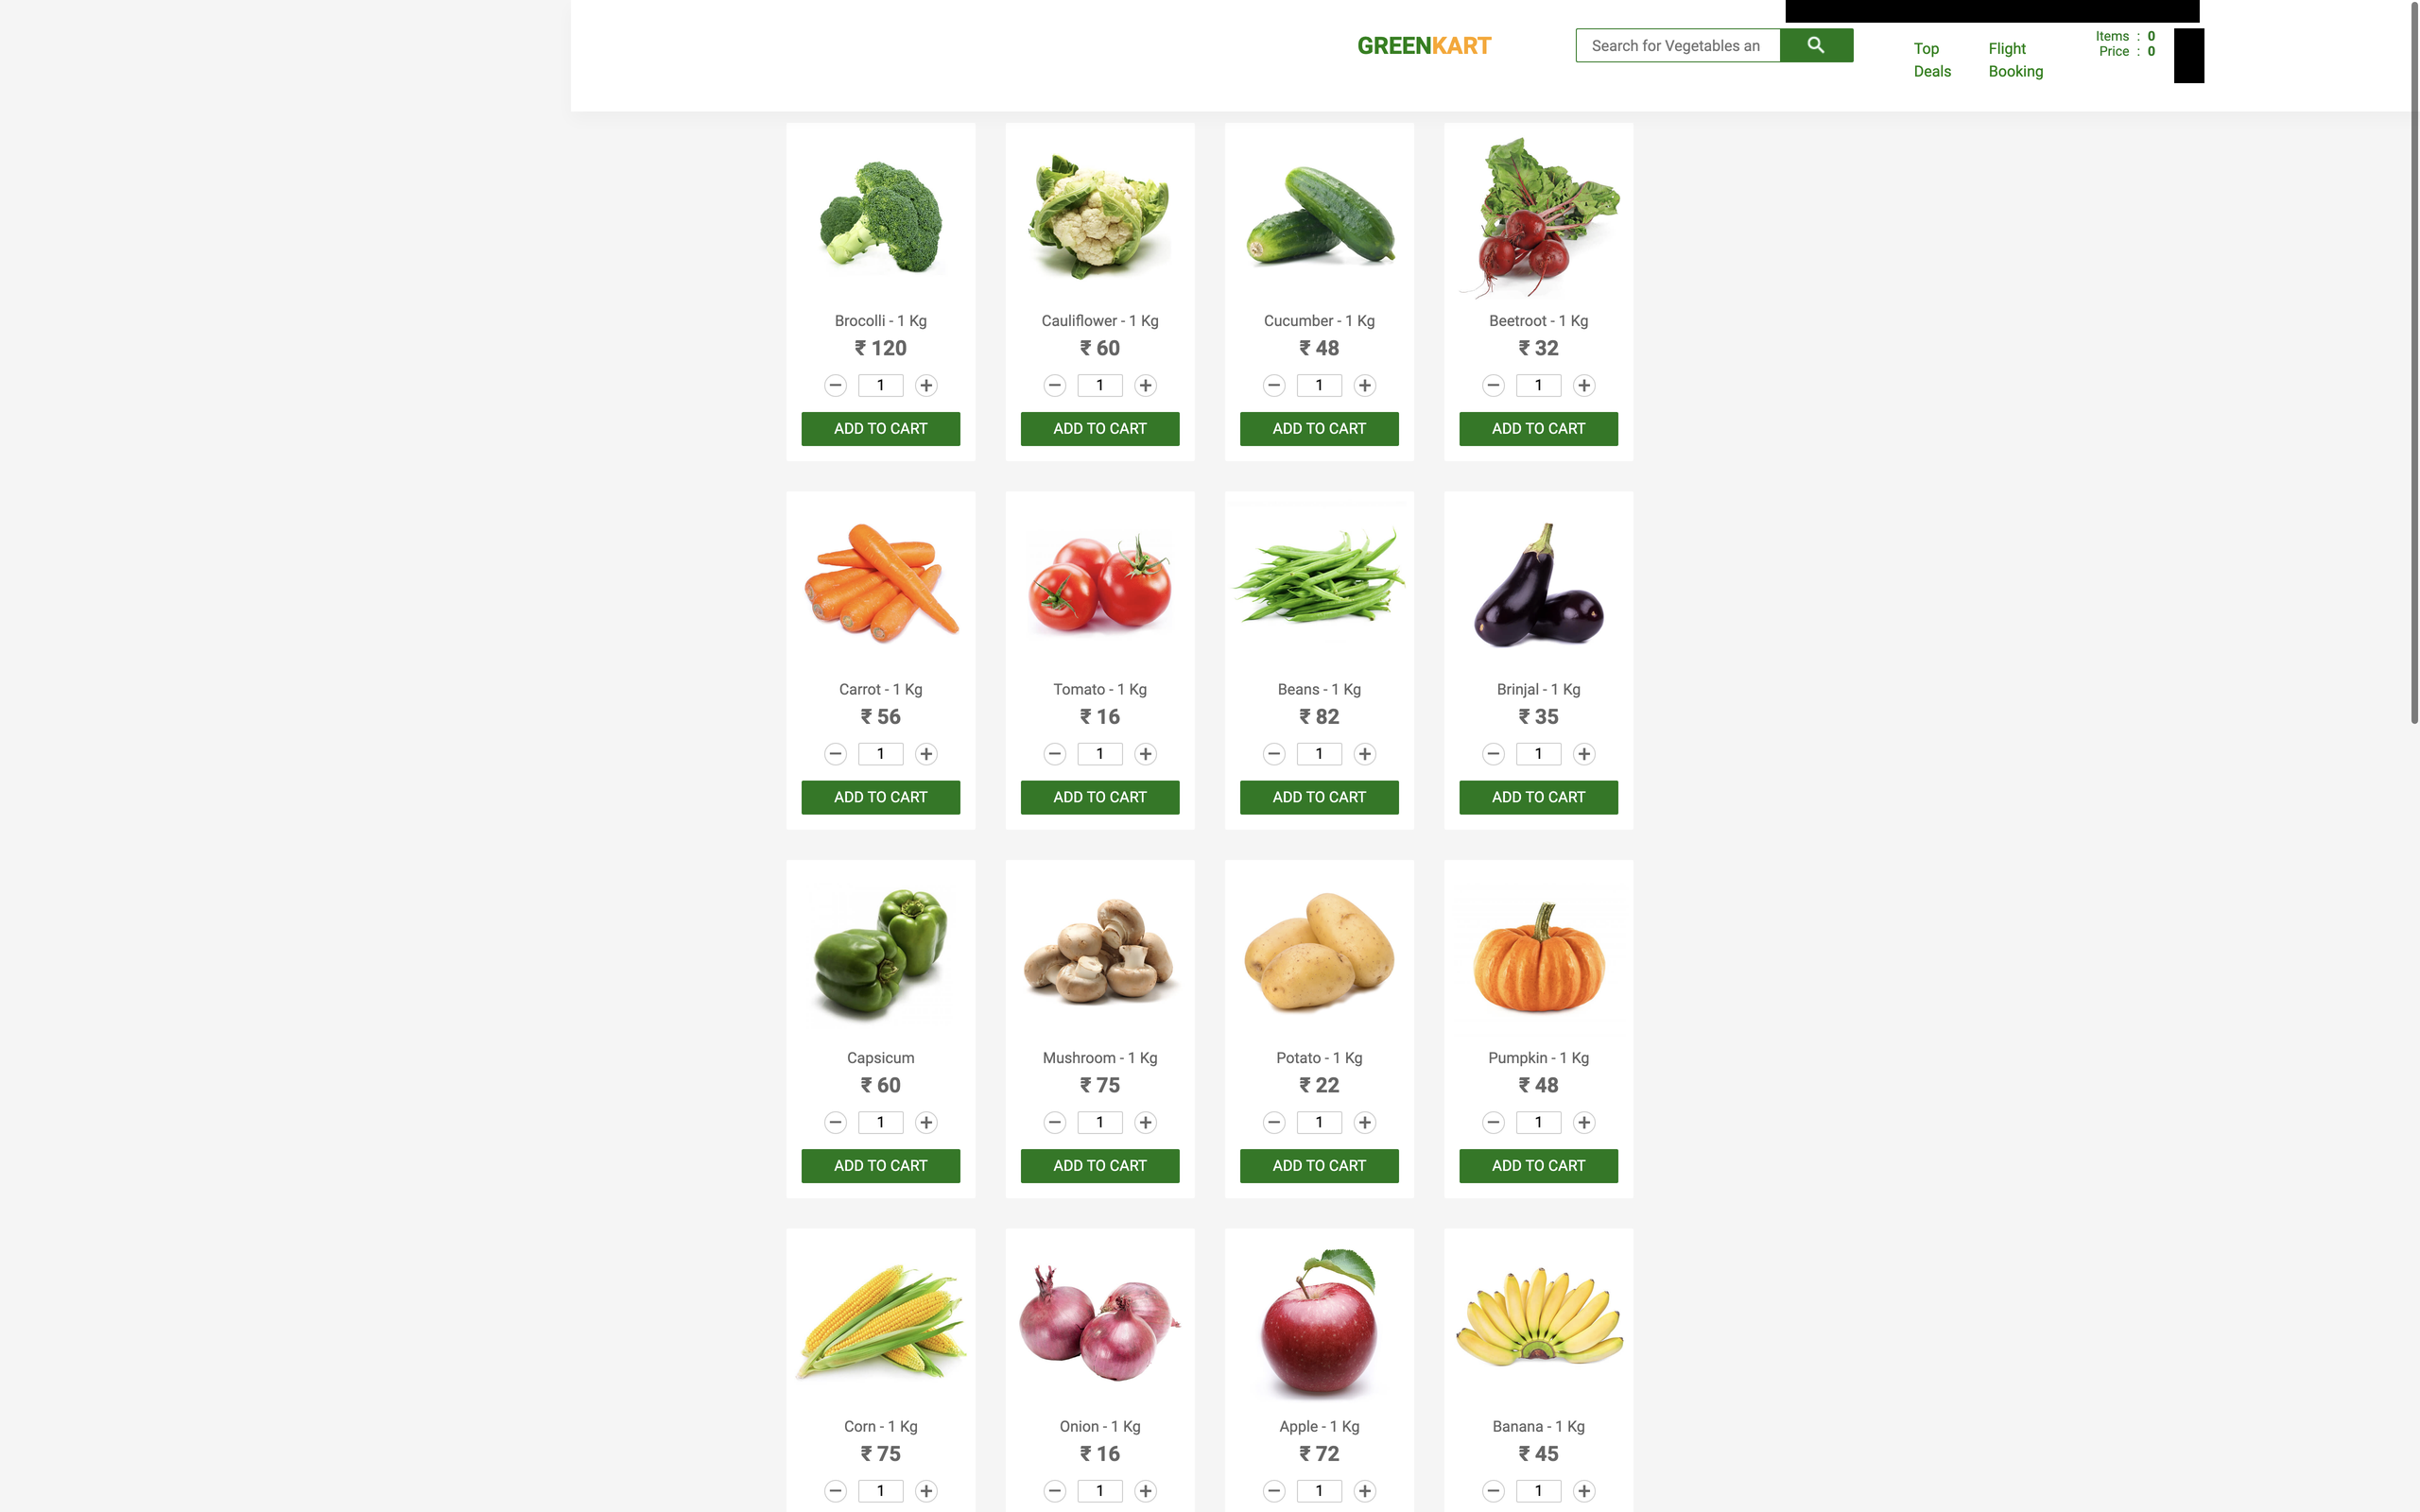 GREENKART
Search for Vegetables an
Top
Deals
Flight
Booking
Items : 0
Price : 0
Brocolli - 1 Kg
₹ 120
1
ADD TO CART
Cauliflower - 1 Kg
₹ 60
1
ADD TO CART
Cucumber - 1 Kg
₹ 48
1
ADD TO CART
Beetroot - 1 Kg
₹ 32
1
ADD TO CART
Carrot - 1 Kg
₹ 56
1
ADD TO CART
Tomato - 1 Kg
₹ 16
1
ADD TO CART
Beans - 1 Kg
₹ 82
1
ADD TO CART
Brinjal - 1 Kg
₹ 35
1
ADD TO CART
Capsicum
₹ 60
1
ADD TO CART
Mushroom - 1 Kg
₹ 75
1
ADD TO CART
Potato - 1 Kg
₹ 22
1
ADD TO CART
Pumpkin - 1 Kg
₹ 48
1
ADD TO CART
Corn - 1 Kg
₹ 75
1
Onion - 1 Kg
₹ 16
1
Apple - 1 Kg
₹ 72
1
Banana - 1 Kg
₹ 45
1